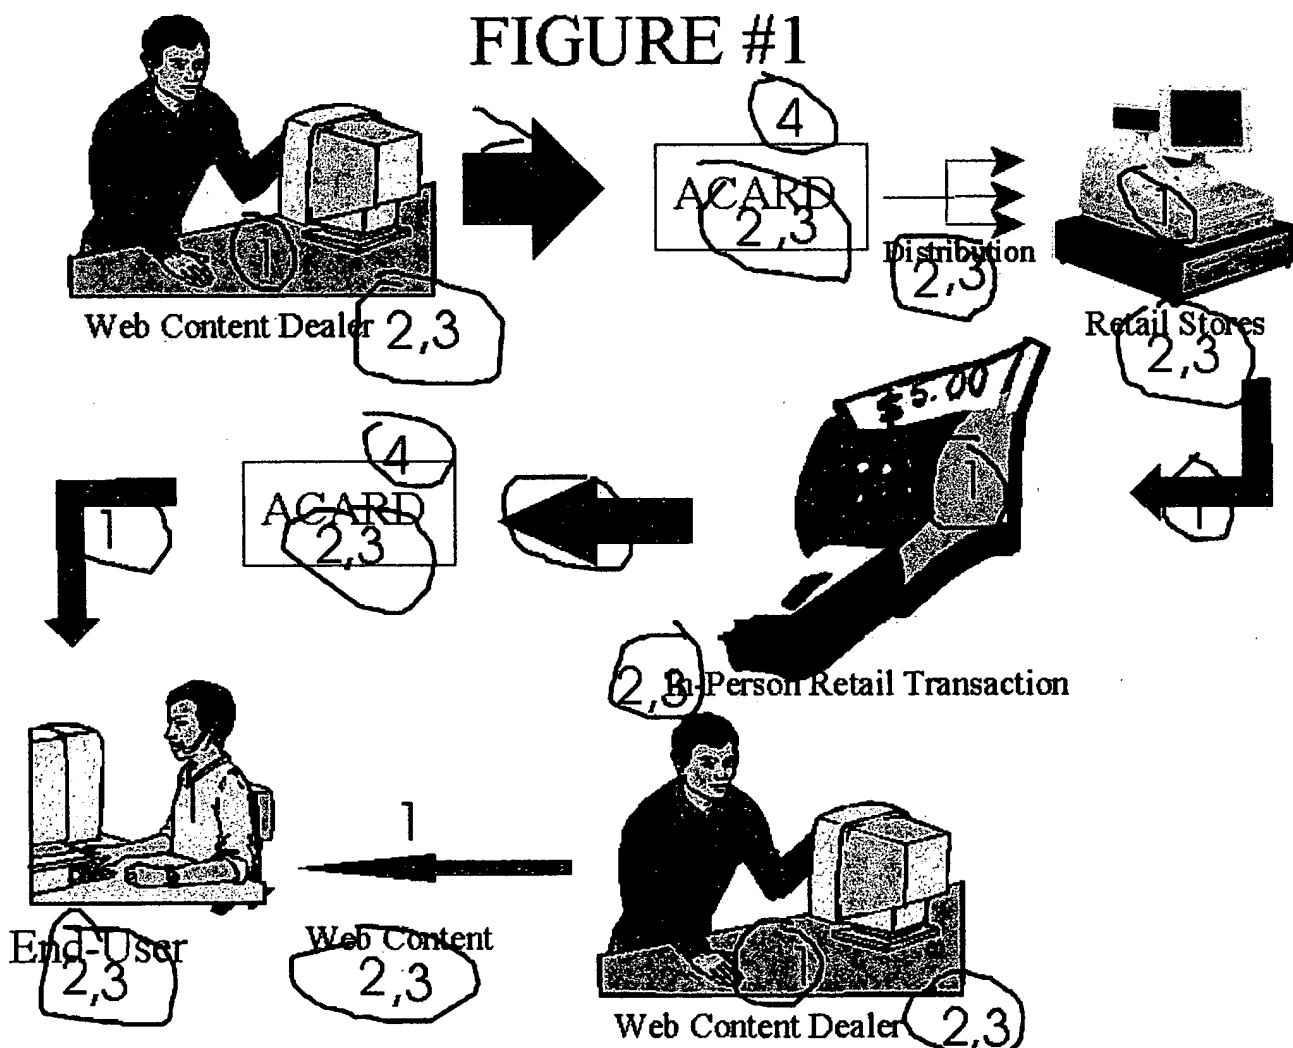 FIGURE #1
4
ACARD
2,3
1
Distribution
2,3
1
Web Content Dealer 2,3
Retail Stores
2,3
$5.00
1
1
4
ACARD
2,3
1
2,3
In-Person Retail Transaction
1
1
End-User
2,3
Web Content
2,3
Web Content Dealer 2,3